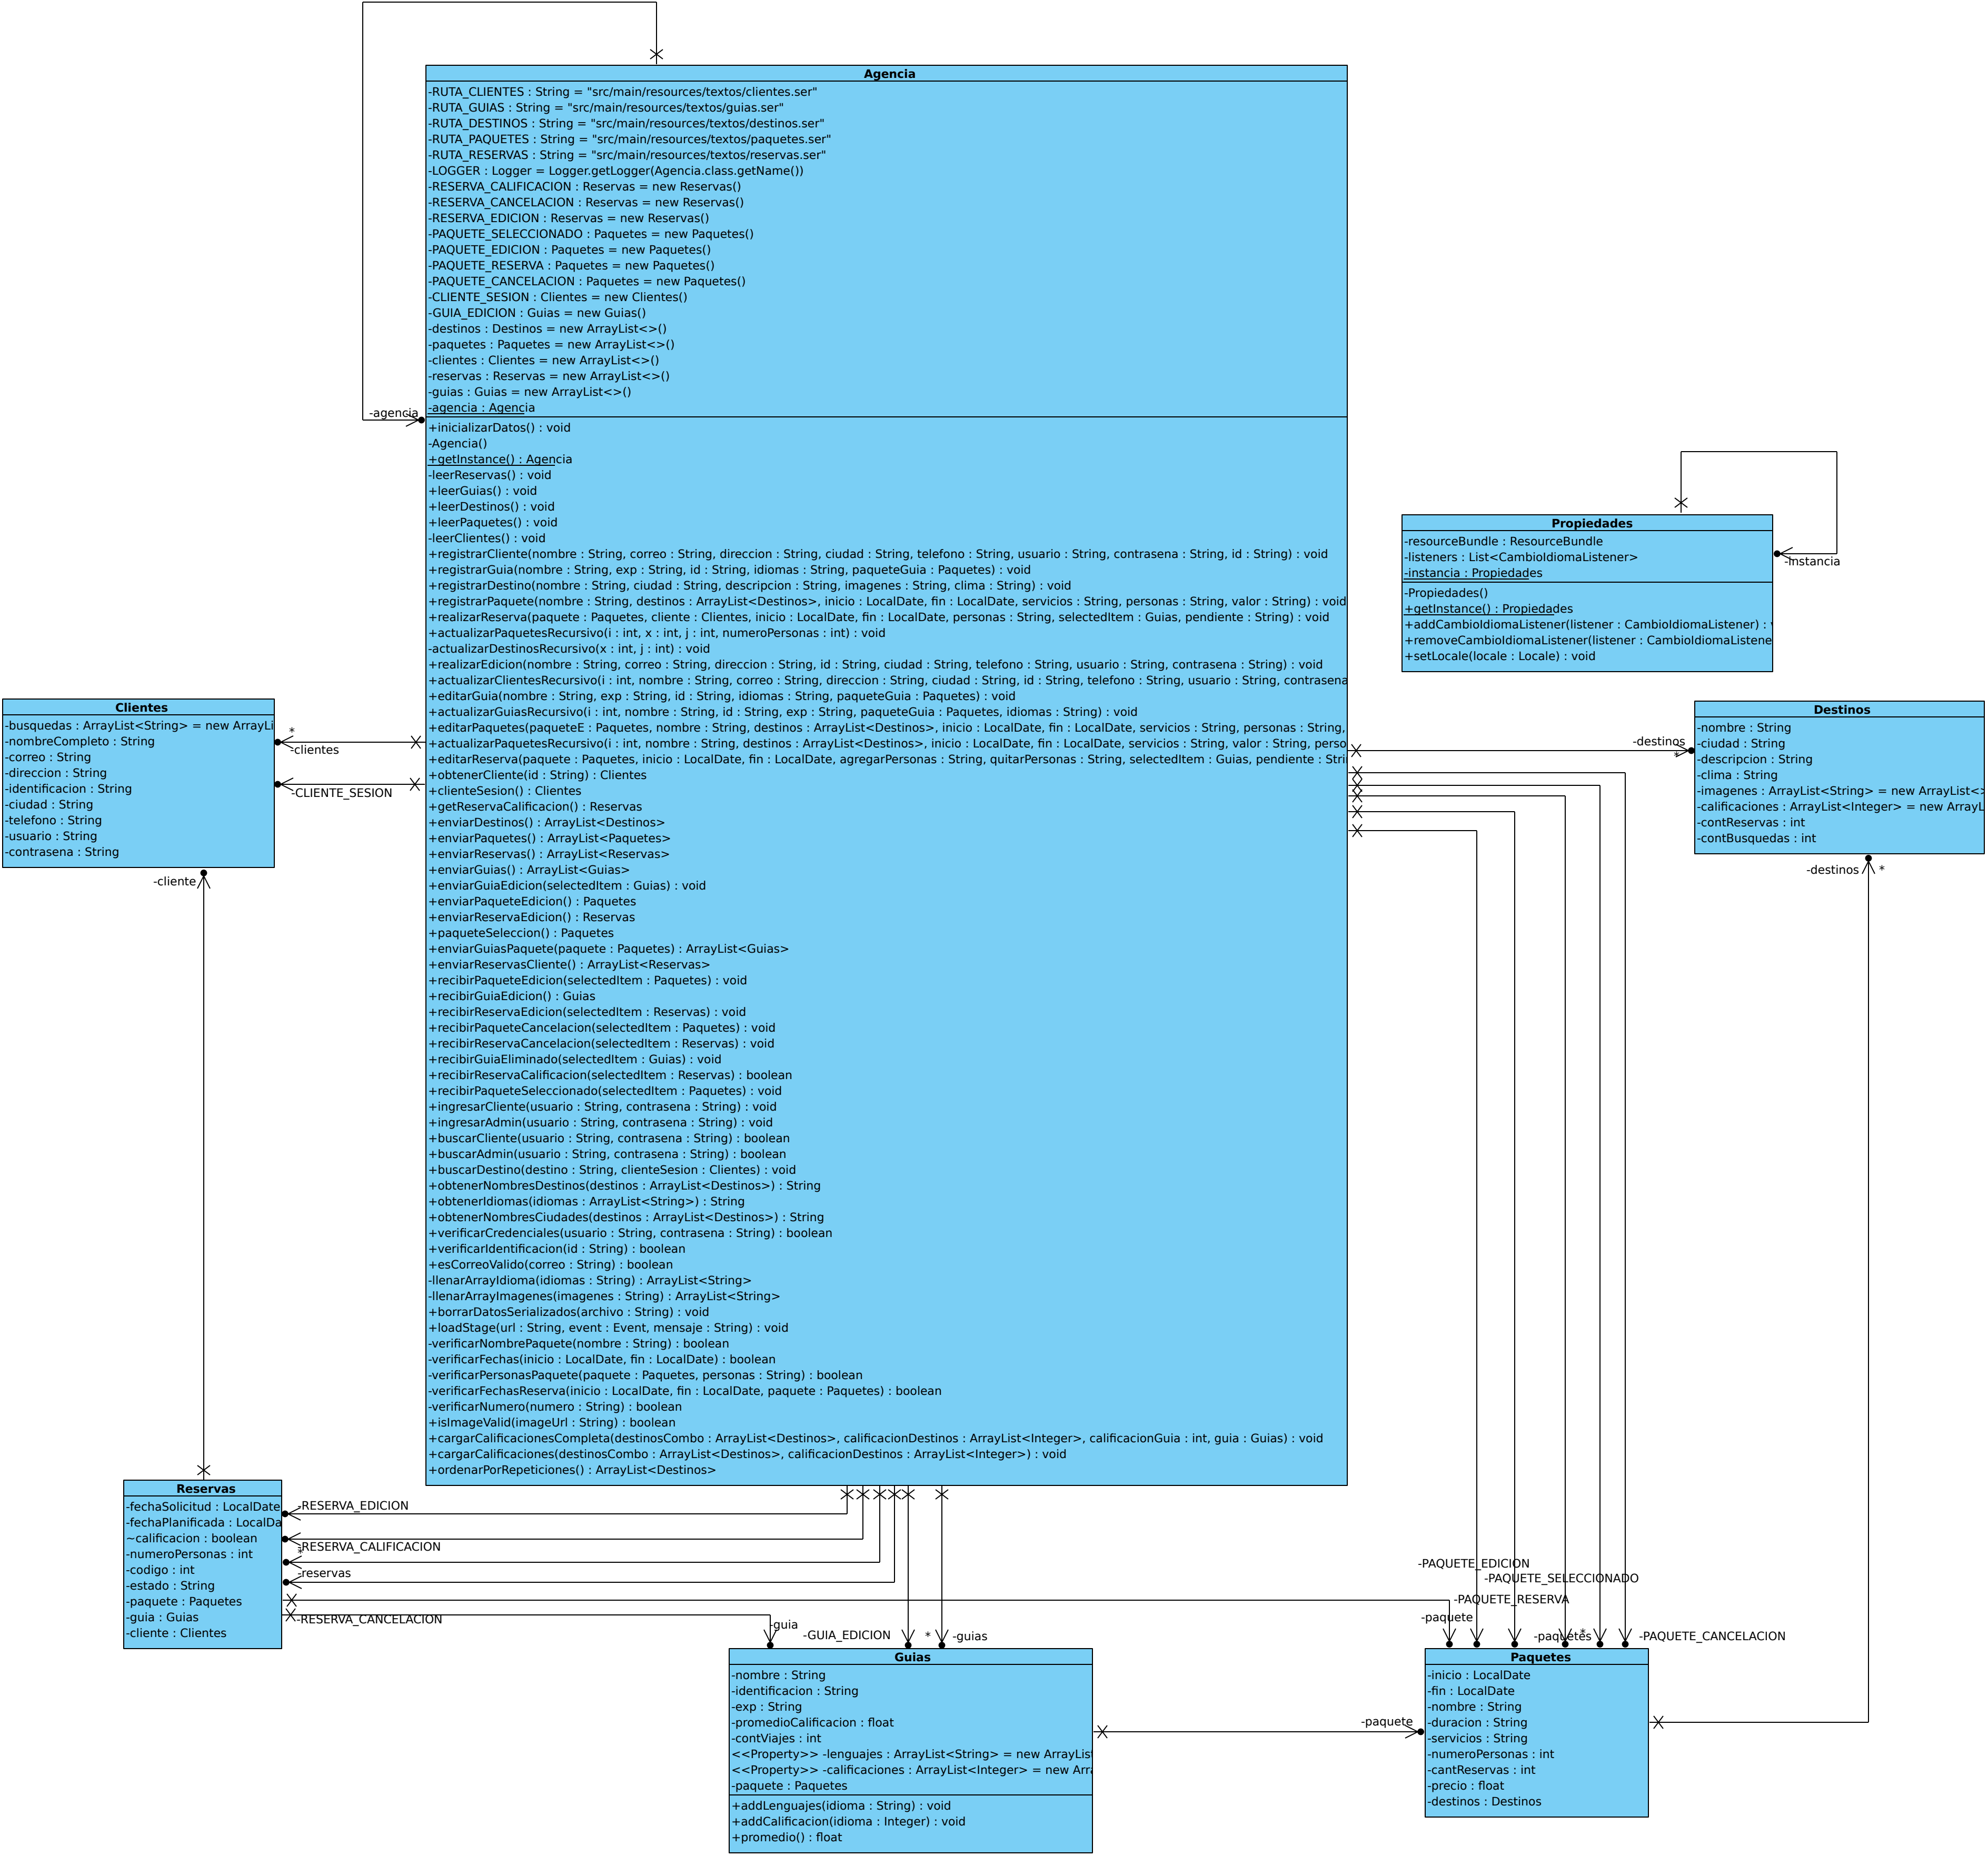 Agencia
-RUTA_CLIENTES : String = "src/main/resources/textos/clientes.ser"
-RUTA_GUIAS : String = "src/main/resources/textos/guias.ser"
-RUTA_DESTINOS : String = "src/main/resources/textos/destinos.ser"
-RUTA_PAQUETES : String = "src/main/resources/textos/paquetes.ser"
-RUTA_RESERVAS : String = "src/main/resources/textos/reservas.ser"
-LOGGER : Logger = Logger.getLogger(Agencia.class.getName())
-RESERVA_CALIFICACION : Reservas = new Reservas()
-RESERVA_CANCELACION : Reservas = new Reservas()
-RESERVA_EDICION : Reservas = new Reservas()
-PAQUETE_SELECCIONADO : Paquetes = new Paquetes()
-PAQUETE_EDICION : Paquetes = new Paquetes()
-PAQUETE_RESERVA : Paquetes = new Paquetes()
-PAQUETE_CANCELACION : Paquetes = new Paquetes()
-CLIENTE_SESION : Clientes = new Clientes()
-GUIA_EDICION : Guias = new Guias()
-destinos : Destinos = new ArrayList<>()
-paquetes : Paquetes = new ArrayList<>()
-clientes : Clientes = new ArrayList<>()
-reservas : Reservas = new ArrayList<>()
-guias : Guias = new ArrayList<>()
-agencia : Agencia
-agencia
+inicializarDatos() : void
-Agencia()
+getInstance() : Agencia
-leerReservas() : void
+leerGuias() : void
+leerDestinos() : void
+leerPaquetes() : void
-leerClientes() : void
+registrarCliente(nombre : String, correo : String, direccion : String, ciudad : String, telefono : String, usuario : String, contrasena : String, id : String) : void
+registrarGuia(nombre : String, exp : String, id : String, idiomas : String, paqueteGuia : Paquetes) : void
+registrarDestino(nombre : String, ciudad : String, descripcion : String, imagenes : String, clima : String) : void
+registrarPaquete(nombre : String, destinos : ArrayList<Destinos>, inicio : LocalDate, fin : LocalDate, servicios : String, personas : String, valor : String) : void
+realizarReserva(paquete : Paquetes, cliente : Clientes, inicio : LocalDate, fin : LocalDate, personas : String, selectedItem : Guias, pendiente : String) : void
+actualizarPaquetesRecursivo(i : int, x : int, j : int, numeroPersonas : int) : void
-actualizarDestinosRecursivo(x : int, j : int) : void
+realizarEdicion(nombre : String, correo : String, direccion : String, id : String, ciudad : String, telefono : String, usuario : String, contrasena : String) : void
+actualizarClientesRecursivo(i : int, nombre : String, correo : String, direccion : String, ciudad : String, id : String, telefono : String, usuario : String, contrasena
+editarGuia(nombre : String, exp : String, id : String, idiomas : String, paqueteGuia : Paquetes) : void
+actualizarGuiasRecursivo(i : int, nombre : String, id : String, exp : String, paqueteGuia : Paquetes, idiomas : String) : void
+editarPaquetes(paqueteE : Paquetes, nombre : String, destinos : ArrayList<Destinos>, inicio : LocalDate, fin : LocalDate, servicios : String, personas : String,
+actualizarPaquetesRecursivo(i : int, nombre : String, destinos : ArrayList<Destinos>, inicio : LocalDate, fin : LocalDate, servicios : String, valor : String, perso
+editarReserva(paquete : Paquetes, inicio : LocalDate, fin : LocalDate, agregarPersonas : String, quitarPersonas : String, selectedItem : Guias, pendiente : Stri
+obtenerCliente(id : String) : Clientes
+clienteSesion() : Clientes
+getReservaCalificacion() : Reservas
+enviarDestinos() : ArrayList<Destinos>
+enviarPaquetes() : ArrayList<Paquetes>
+enviarReservas() : ArrayList<Reservas>
+enviarGuias() : ArrayList<Guias>
+enviarGuiaEdicion(selectedItem : Guias) : void
+enviarPaqueteEdicion() : Paquetes
+enviarReservaEdicion() : Reservas
+paqueteSeleccion() : Paquetes
+enviarGuiasPaquete(paquete : Paquetes) : ArrayList<Guias>
+enviarReservasCliente() : ArrayList<Reservas>
+recibirPaqueteEdicion(selectedItem : Paquetes) : void
+recibirGuiaEdicion() : Guias
+recibirReservaEdicion(selectedItem : Reservas) : void
+recibirPaqueteCancelacion(selectedItem : Paquetes) : void
+recibirReservaCancelacion(selectedItem : Reservas) : void
+recibirGuiaEliminado(selectedItem : Guias) : void
+recibirReservaCalificacion(selectedItem : Reservas) : boolean
+recibirPaqueteSeleccionado(selectedItem : Paquetes) : void
+ingresarCliente(usuario : String, contrasena : String) : void
+ingresarAdmin(usuario : String, contrasena : String) : void
+buscarCliente(usuario : String, contrasena : String) : boolean
+buscarAdmin(usuario : String, contrasena : String) : boolean
+buscarDestino(destino : String, clienteSesion : Clientes) : void
+obtenerNombresDestinos(destinos : ArrayList<Destinos>) : String
+obtenerIdiomas(idiomas : ArrayList<String>) : String
+obtenerNombresCiudades(destinos : ArrayList<Destinos>) : String
+verificarCredenciales(usuario : String, contrasena : String) : boolean
+verificarIdentificacion(id : String) : boolean
+esCorreoValido(correo : String) : boolean
-llenarArrayIdioma(idiomas : String) : ArrayList<String>
-llenarArrayImagenes(imagenes : String) : ArrayList<String>
+borrarDatosSerializados(archivo : String) : void
+loadStage(url : String, event : Event, mensaje : String) : void
-verificarNombrePaquete(nombre : String) : boolean
-verificarFechas(inicio : LocalDate, fin : LocalDate) : boolean
-verificarPersonasPaquete(paquete : Paquetes, personas : String) : boolean
-verificarFechasReserva(inicio : LocalDate, fin : LocalDate, paquete : Paquetes) : boolean
-verificarNumero(numero : String) : boolean
+isImageValid(imageUrl : String) : boolean
+cargarCalificacionesCompleta(destinosCombo : ArrayList<Destinos>, calificacionDestinos : ArrayList<Integer>, calificacionGuia : int, guia : Guias) : void
+cargarCalificaciones(destinosCombo : ArrayList<Destinos>, calificacionDestinos : ArrayList<Integer>) : void
+ordenarPorRepeticiones() : ArrayList<Destinos>
Propiedades
-resourceBundle : ResourceBundle
-listeners : List<CambioIdiomaListener>
-instancia : Propiedades
-Propiedades()
+getInstance() : Propiedades
+addCambioIdiomaListener(listener : CambioIdiomaListener) :
+removeCambioIdiomaListener(listener : CambioIdiomaListene
+setLocale(locale : Locale) : void
-instancia
Clientes
-busquedas : ArrayList<String> = new ArrayLi
-nombreCompleto : String
-correo : String
-direccion : String
-identificacion : String
-ciudad : String
-telefono : String
-usuario : String
-contrasena : String
*
-clientes
-CLIENTE_SESION
-cliente
Destinos
-nombre : String
-ciudad : String
-descripcion : String
-clima : String
-imagenes : ArrayList<String> = new ArrayList<>
-calificaciones : ArrayList<Integer> = new ArrayL
-contReservas : int
-contBusquedas : int
-destinos
*
-destinos *
Reservas
-fechaSolicitud : LocalDate
-fechaPlanificada : LocalDa
~calificacion : boolean
-numeroPersonas : int
-codigo : int
-estado : String
-paquete : Paquetes
-guia : Guias
-cliente : Clientes
-RESERVA_EDICION
-RESERVA_CALIFICACION
*
-reservas
-RESERVA_CANCELACION
-guia
-GUIA_EDICION
* -guias
-PAQUETE_EDICION
-PAQUETE_SELECCIONADO
-PAQUETE_RESERVA
-paquete
-paquetes *
-PAQUETE_CANCELACION
Guias
-nombre : String
-identificacion : String
-exp : String
-promedioCalificacion : float
-contViajes : int
<<Property>> -lenguajes : ArrayList<String> = new ArrayList
<<Property>> -calificaciones : ArrayList<Integer> = new Arra
-paquete : Paquetes
+addLenguajes(idioma : String) : void
+addCalificacion(idioma : Integer) : void
+promedio() : float
-paquete
Paquetes
-inicio : LocalDate
-fin : LocalDate
-nombre : String
-duracion : String
-servicios : String
-numeroPersonas : int
-cantReservas : int
-precio : float
-destinos : Destinos